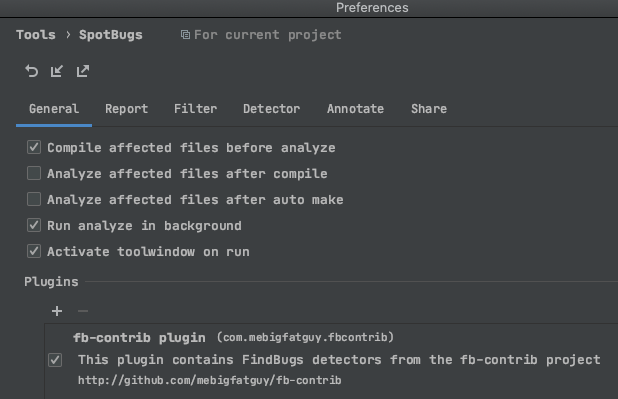 Preferences
Tools › SpotBugs For current project
General Report Filter Detector Annotate Share
Compile affected files before analyze
Analyze affected files after compile
Analyze affected files after auto make
Run analyze in background
Activate toolwindow on run
Plugins
+ −
fb-contrib plugin (com.mebigfatguy.fbcontrib)
This plugin contains FindBugs detectors from the fb-contrib project
http://github.com/mebigfatguy/fb-contrib